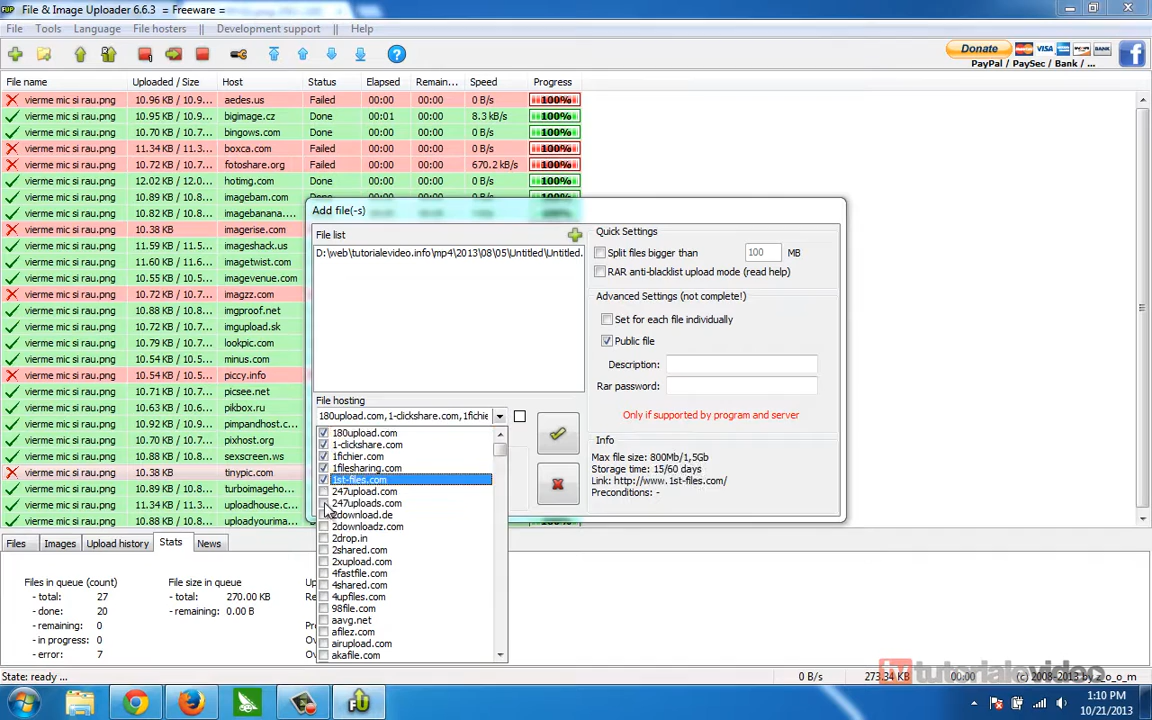 File & Image Uploader 6.6.3 = Freeware =
File Tools Language File hosters || Development support || Help
Donate
PayPal / PaySec / Bank / ...
File name Uploaded / Size Host Status Elapsed Remain... Speed Progress
vierme mic si rau.png 10.96 KB / 10.9... aedes.us Failed 00:00 00:00 0 B/s 100%
vierme mic si rau.png 10.95 KB / 10.9... bigimage.cz Done 00:01 00:00 8.3 kB/s 100%
vierme mic si rau.png 10.70 KB / 10.7... bingows.com Done 00:00 00:00 0 B/s 100%
vierme mic si rau.png 11.34 KB / 11.3... boxca.com Failed 00:00 00:00 0 B/s 100%
vierme mic si rau.png 10.72 KB / 10.7... fotoshare.org Failed 00:00 00:00 670.2 kB/s 100%
vierme mic si rau.png 12.02 KB / 12.0... hotimg.com Done 00:00 00:00 0 B/s 100%
vierme mic si rau.png 10.89 KB / 10.8... imagebam.com
vierme mic si rau.png 10.82 KB / 10.8... imagebanana....
vierme mic si rau.png 10.38 KB imagerise.com
vierme mic si rau.png 11.59 KB / 11.5... imageshack.us
vierme mic si rau.png 11.60 KB / 11.6... imagetwist.com
vierme mic si rau.png 10.55 KB / 10.5... imagevenue.com
vierme mic si rau.png 10.72 KB / 10.7... imagzz.com
vierme mic si rau.png 10.88 KB / 10.8... imgproof.net
vierme mic si rau.png 10.72 KB / 10.7... imgupload.sk
vierme mic si rau.png 10.88 KB / 10.8... lookpic.com
vierme mic si rau.png 10.54 KB / 10.5... minus.com
vierme mic si rau.png 10.54 KB / 10.5... piccy.info
vierme mic si rau.png 10.71 KB / 10.7... picsee.net
vierme mic si rau.png 10.38 KB / 10.3... pikbox.ru
vierme mic si rau.png 10.71 KB / 10.7... pixhost.org
vierme mic si rau.png 10.88 KB / 10.8... sexscreen.ws
vierme mic si rau.png 10.38 KB tinypic.com
vierme mic si rau.png 10.89 KB / 10.8... turboimageho...
vierme mic si rau.png 11.34 KB / 11.3... uploadhouse.c...
vierme mic si rau.png 10.88 KB / 10.8... uploadyourima...
Add file(-s)
File list
D:\web\tutorialevideo.info\mp4\2013\08\05\Untitled\Untitled.
Quick Settings
Split files bigger than 100 MB
RAR anti-blacklist upload mode (read help)
Advanced Settings (not complete!)
Set for each file individually
Public file
Description:
Rar password:
Only if supported by program and server
File hosting
180upload.com, 1-clickshare.com, 1fichie
180upload.com
1-clickshare.com
1fichier.com
1filesharing.com
1st-files.com
247upload.com
247uploads.com
2download.de
2downloadz.com
2drop.in
2shared.com
2xupload.com
4fastfile.com
4shared.com
4upfiles.com
98file.com
aavg.net
afilez.com
airupload.com
akafile.com
Info
Max file size: 800Mb/1,5Gb
Storage time: 15/60 days
Link: http://www.1st-files.com/
Precondition: -
Files Images Upload history Stats News
Files in queue (count)
- total: 27
- done: 20
- remaining: 0
- in progress: 0
- error: 7
File size in queue
- total: 270.00 KB
- remaining: 0.00 B
State: ready ...
0 B/s 273.34 KB 00:00 (c) 2008-2013 by z_o_o_m
tv tutorialevideo
1:10 PM
10/21/2013